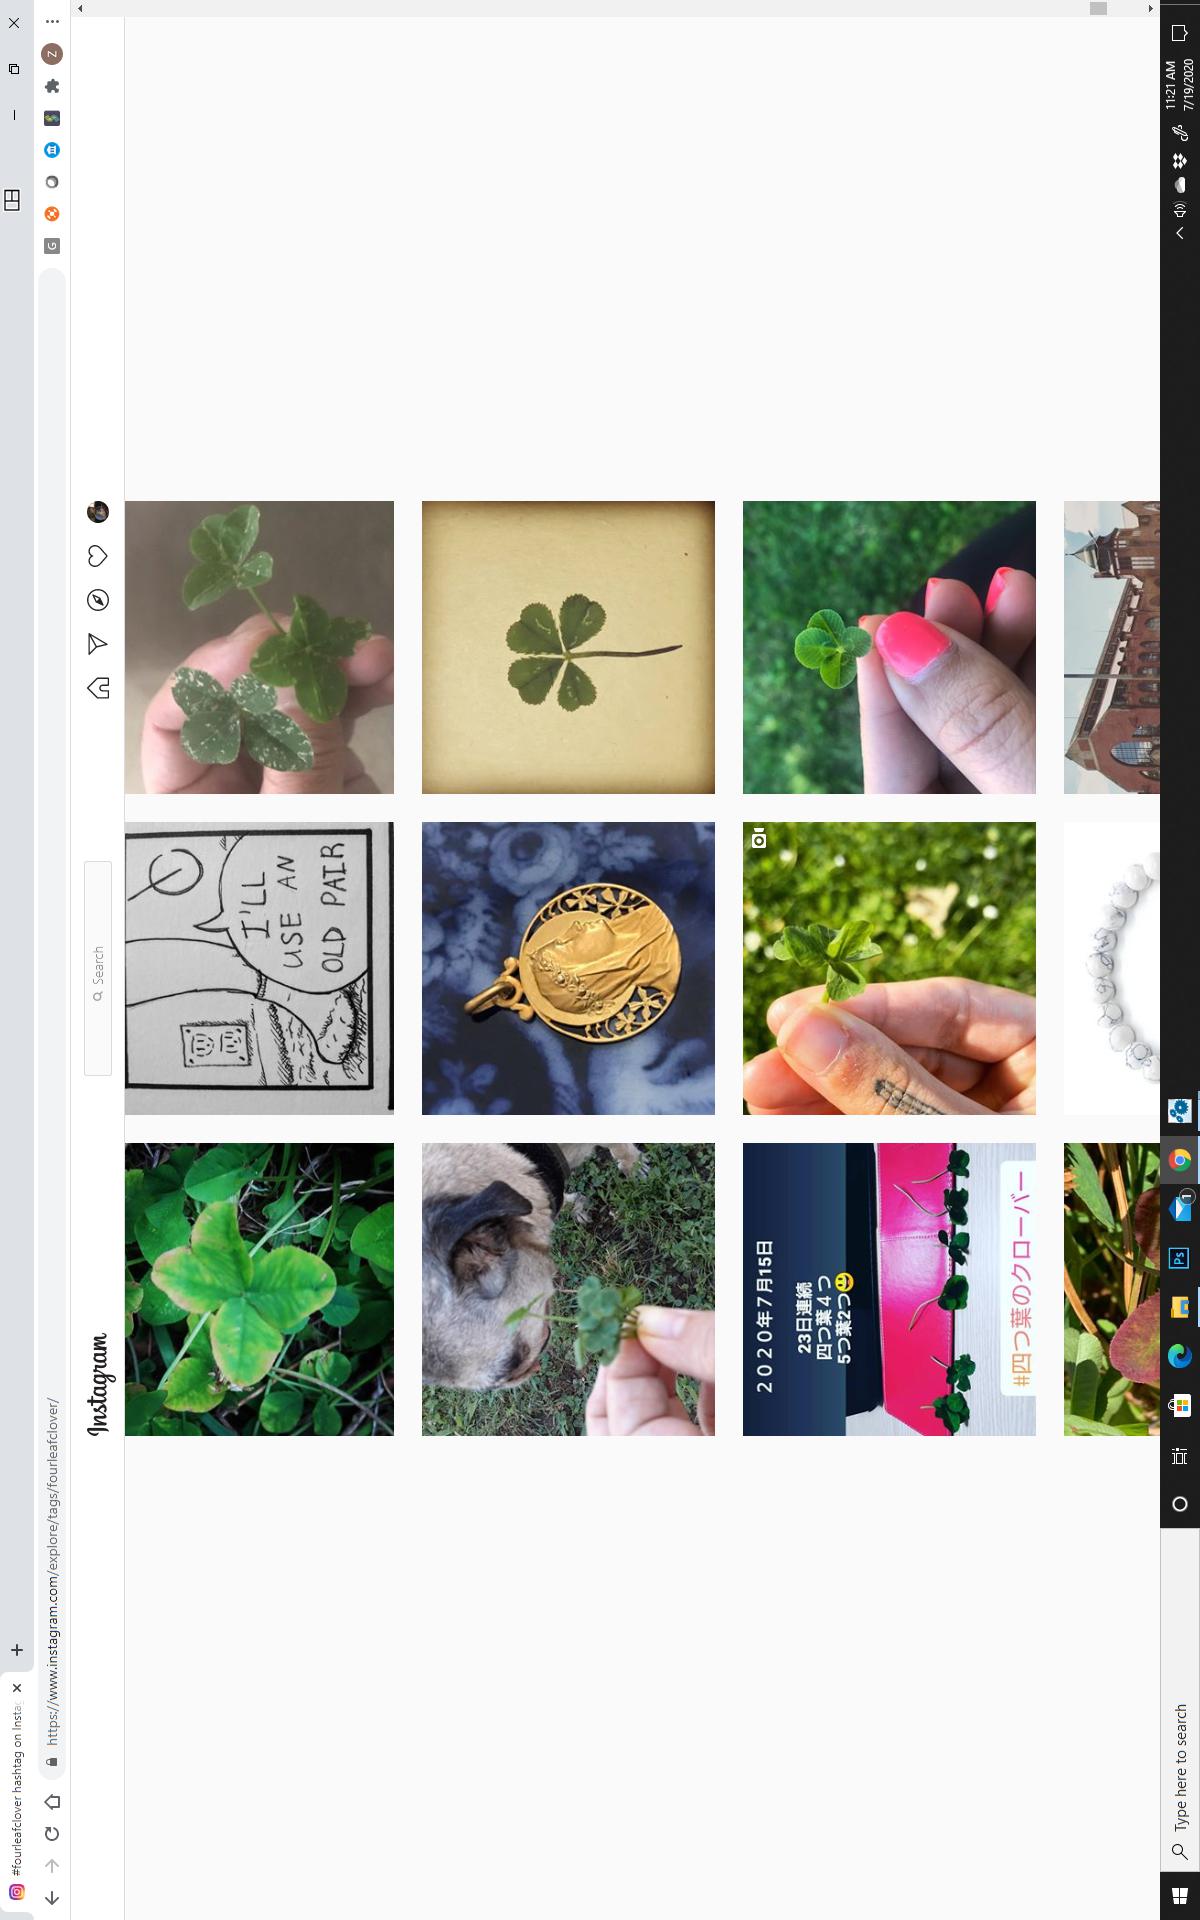 #fourleafclover hashtag on Insta
https://www.instagram.com/explore/tags/fourleafclover/
G
Z
Instagram
Search
I'LL
USE AN
OLD PAIR
2020年7月15日
23日連続
四つ葉4つ
5つ葉2つ😀
#四つ葉のクローバー
Type here to search
Ps
1
11:21 AM
7/19/2020